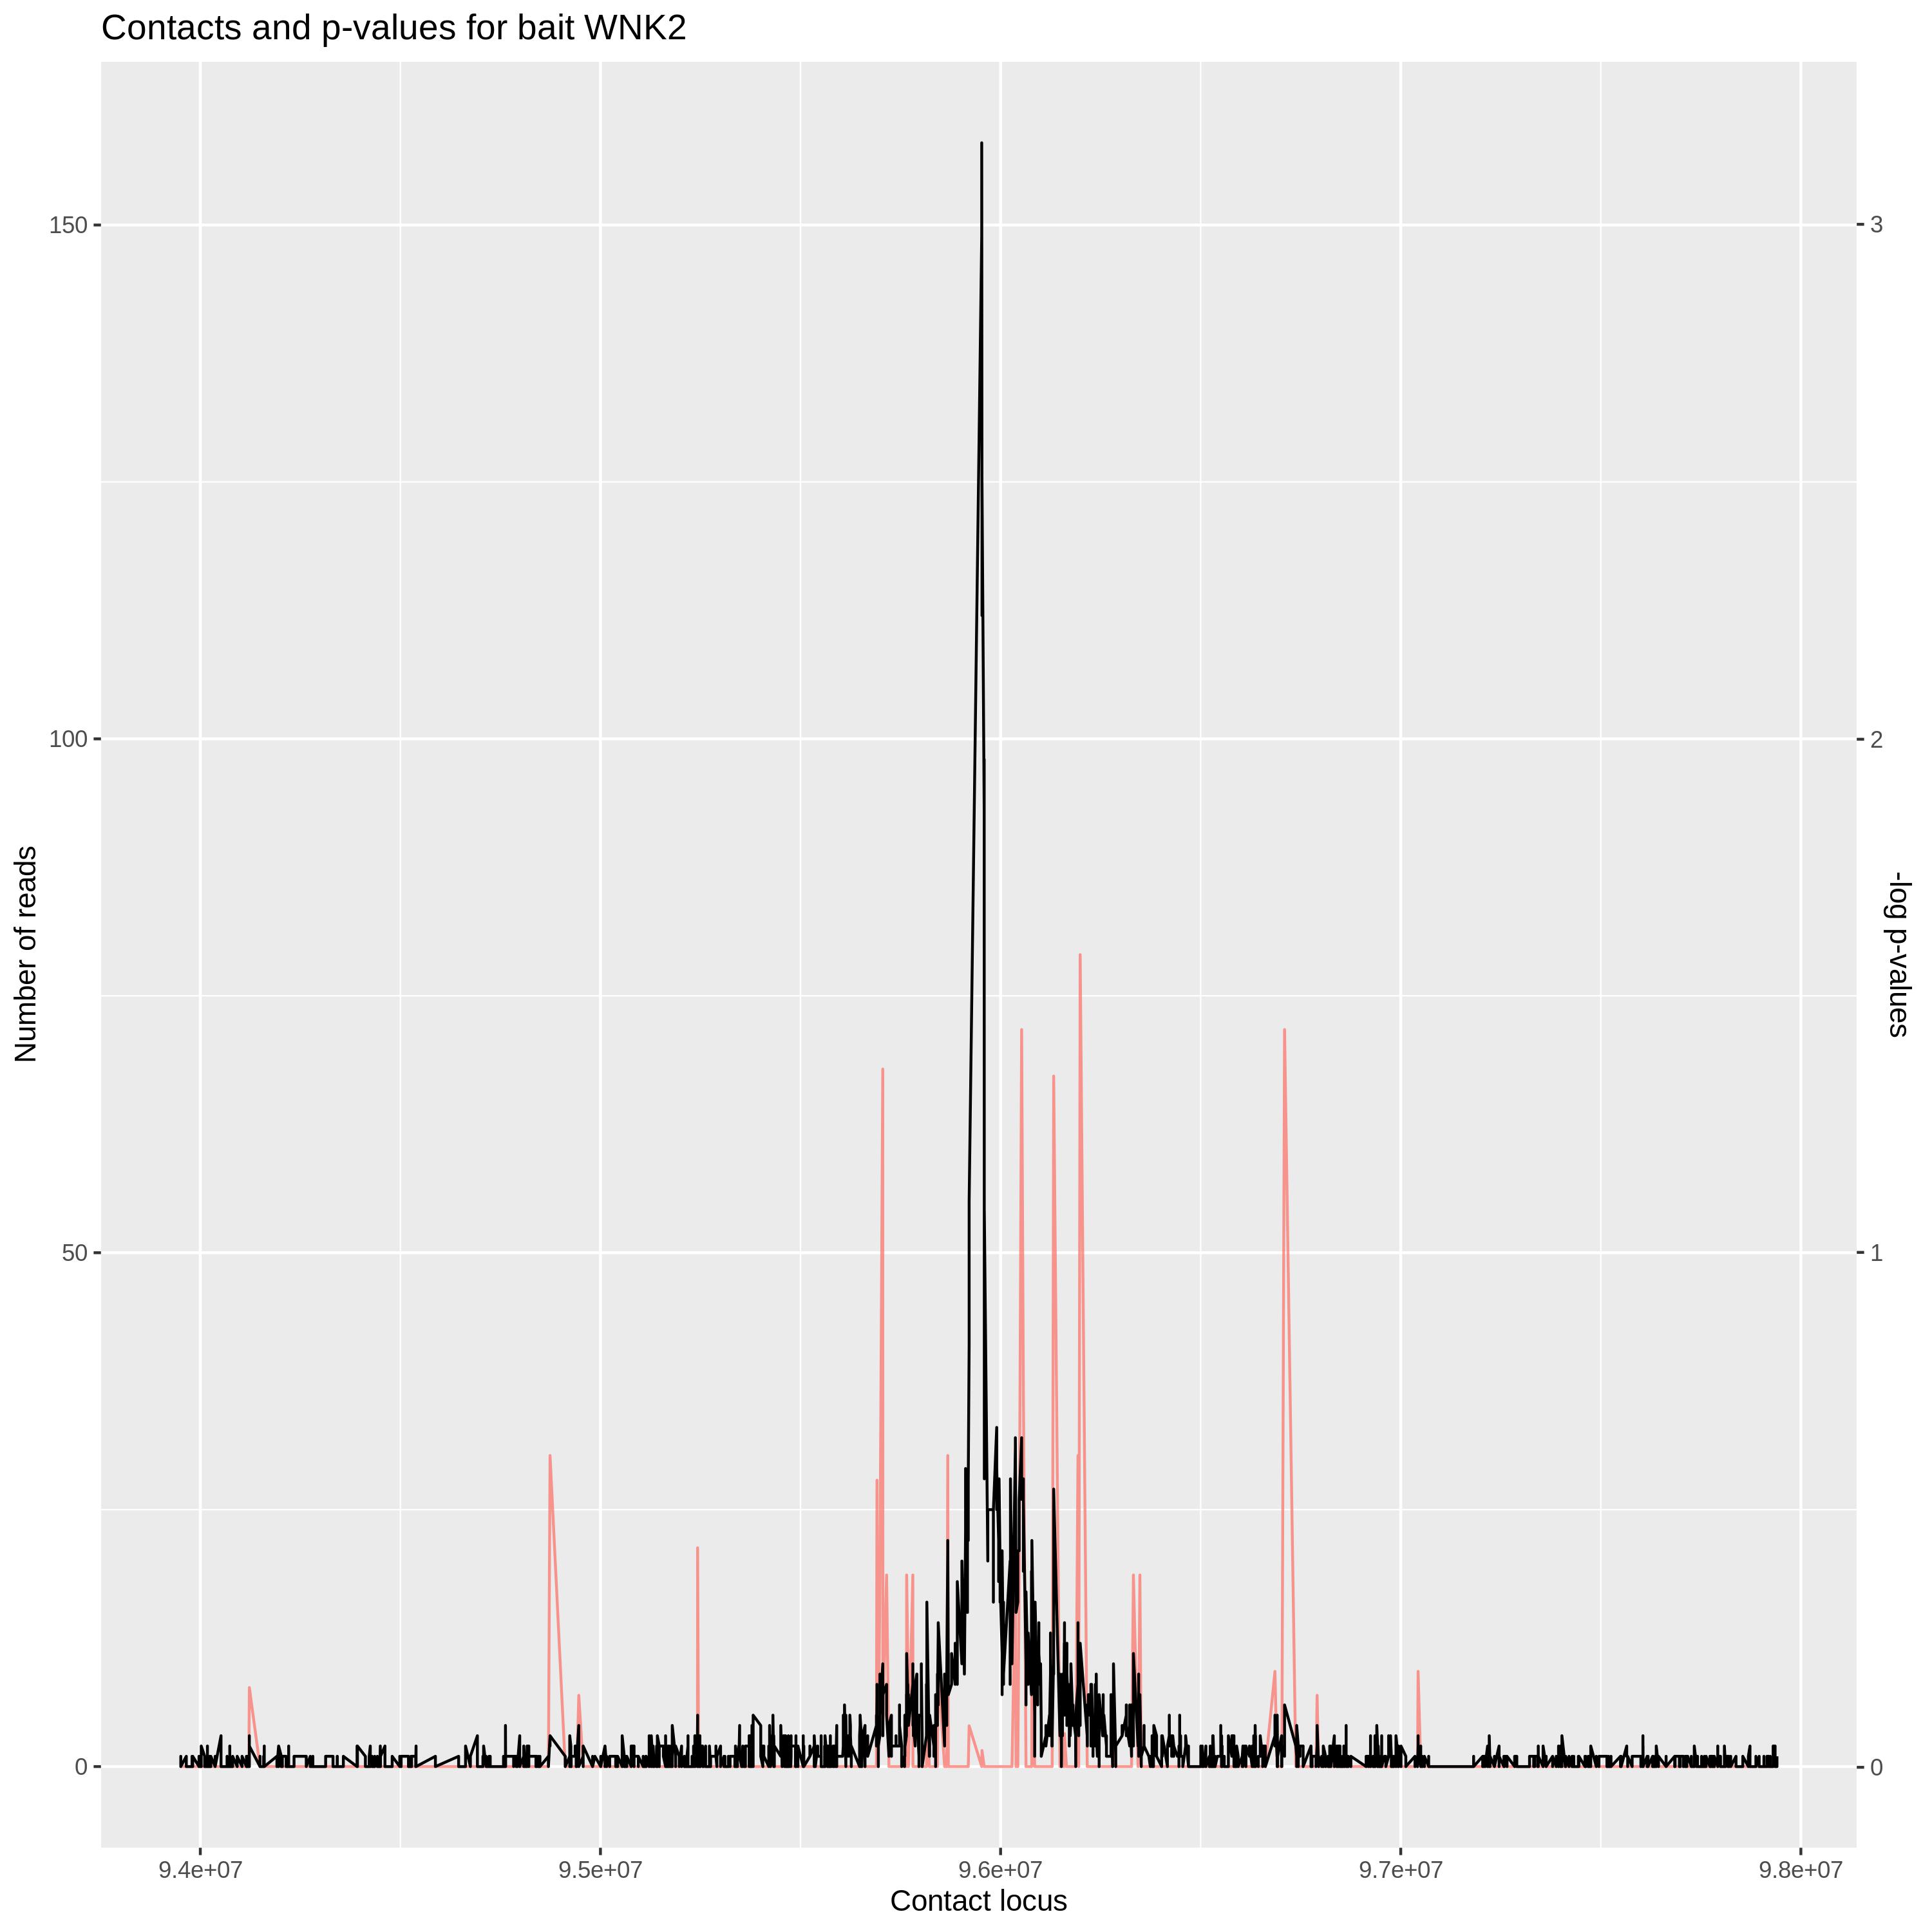 Contacts and p-values for bait WNK2
150
100
50
0
Number of reads
3
2
1
0
-log p-values
9.4e+07 9.5e+07 9.6e+07 9.7e+07 9.8e+07
Contact locus